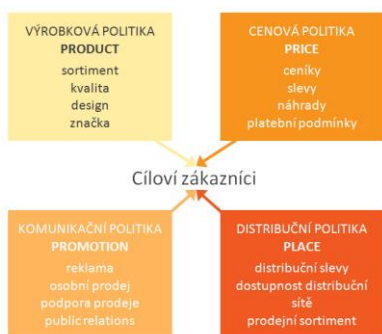 VÝROBKOVÁ POLITIKA
PRODUCT
sortiment
kvalita
design
značka
CENOVÁ POLITIKA
PRICE
ceníky
slevy
náhrady
platební podmínky
Cíloví zákazníci
KOMUNIKAČNÍ POLITIKA
PROMOTION
reklama
osobní prodej
podpora prodeje
public relations
DISTRIBUČNÍ POLITIKA
PLACE
distribuční slevy
dostupnost distribuční
sítě
prodejní sortiment